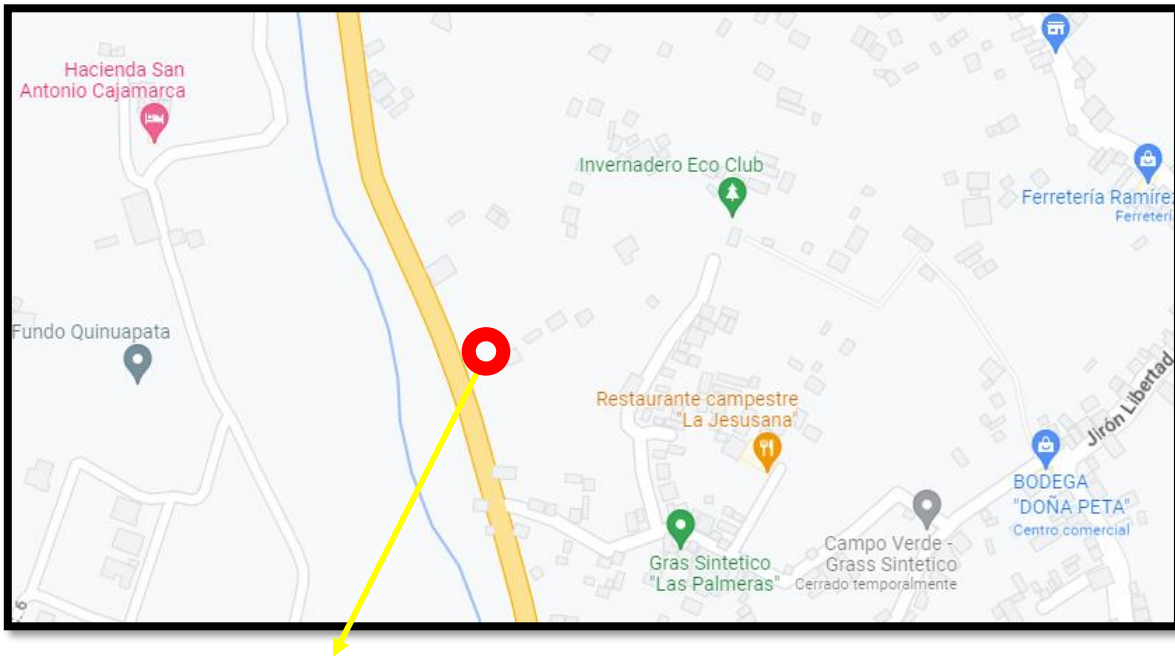 Hacienda San
Antonio Cajamarca
Invernadero Eco Club
Ferretería Ramírez
Ferreterí
Fundo Quinuapata
Restaurante campestre
"La Jesusana"
Jirón Libertad
BODEGA
"DOÑA PETA"
Centro comercial
Campo Verde -
Grass Sintetico
Cerrado temporalmente
Gras Sintetico
"Las Palmeras"